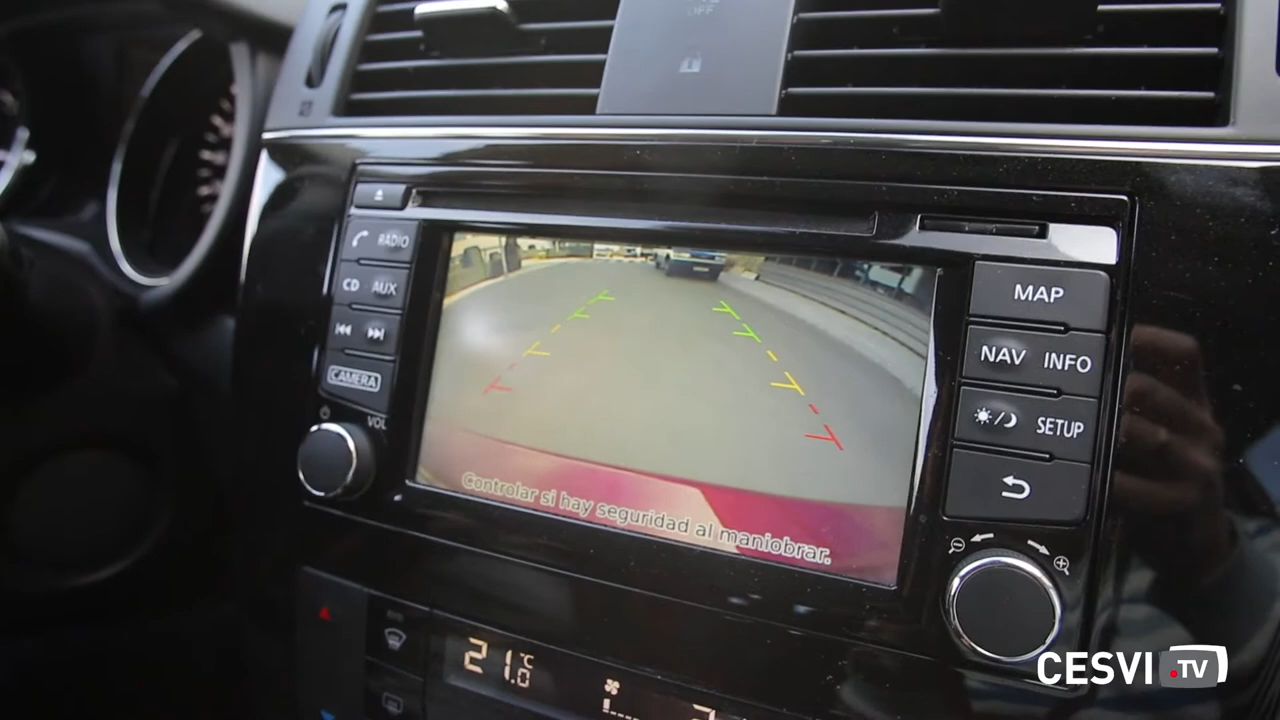 OFF
RADIO
CD AUX
CAMERA
VOL
MAP
NAV INFO
SETUP
Controlar si hay seguridad al maniobrar.
21.0 °C
CESVI.TV